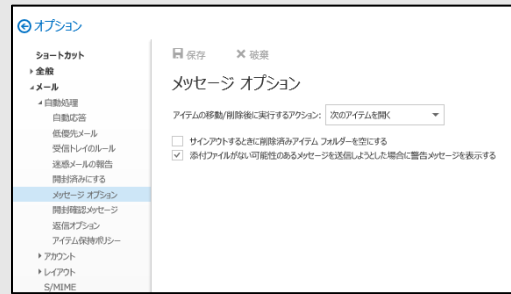 オプション
ショートカット
全般
メール
自動処理
自動応答
低優先メール
受信トレイのルール
迷惑メールの報告
開封済みにする
メッセージ オプション
開封確認メッセージ
返信オプション
アイテム保持ポリシー
アカウント
レイアウト
S/MIME
保存 破棄
メッセージ オプション
アイテムの移動/削除後に実行するアクション: 次のアイテムを開く
サインアウトするときに削除済みアイテム フォルダーを空にする
添付ファイルがない可能性のあるメッセージを送信しようとした場合に警告メッセージを表示する